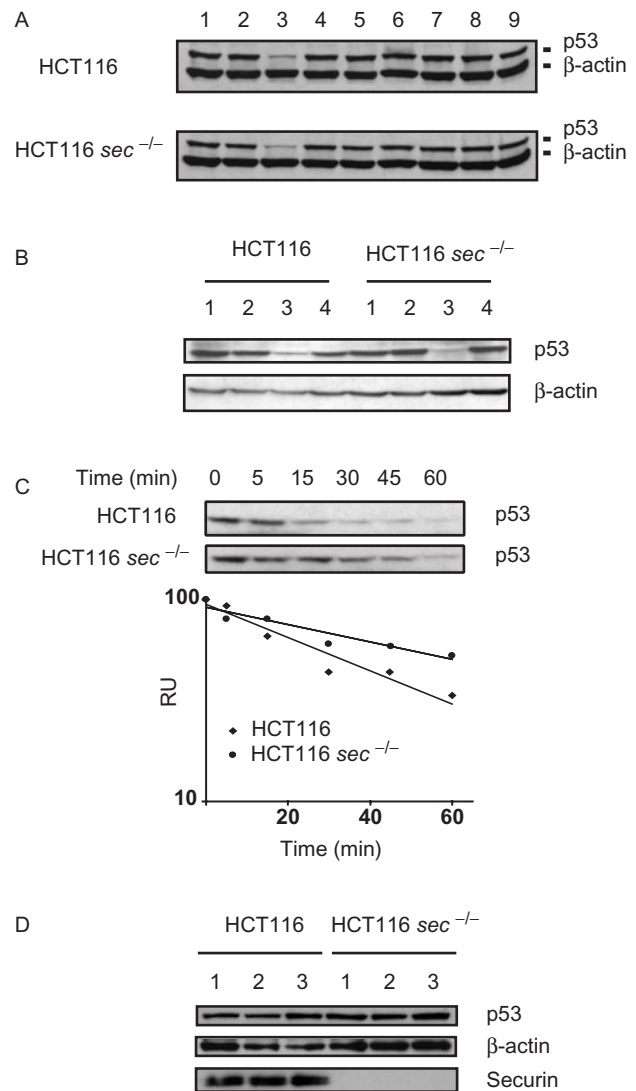 A
1 2 3 4 5 6 7 8 9
HCT116
p53
β-actin
HCT116 sec −/−
p53
β-actin
B
HCT116
HCT116 sec −/−
1 2 3 4 1 2 3 4
p53
β-actin
C
Time (min) 0 5 15 30 45 60
HCT116
p53
HCT116 sec −/−
p53
100
RU
HCT116
HCT116 sec −/−
10
20 40 60
Time (min)
D
HCT116
HCT116 sec −/−
1 2 3 1 2 3
p53
β-actin
Securin